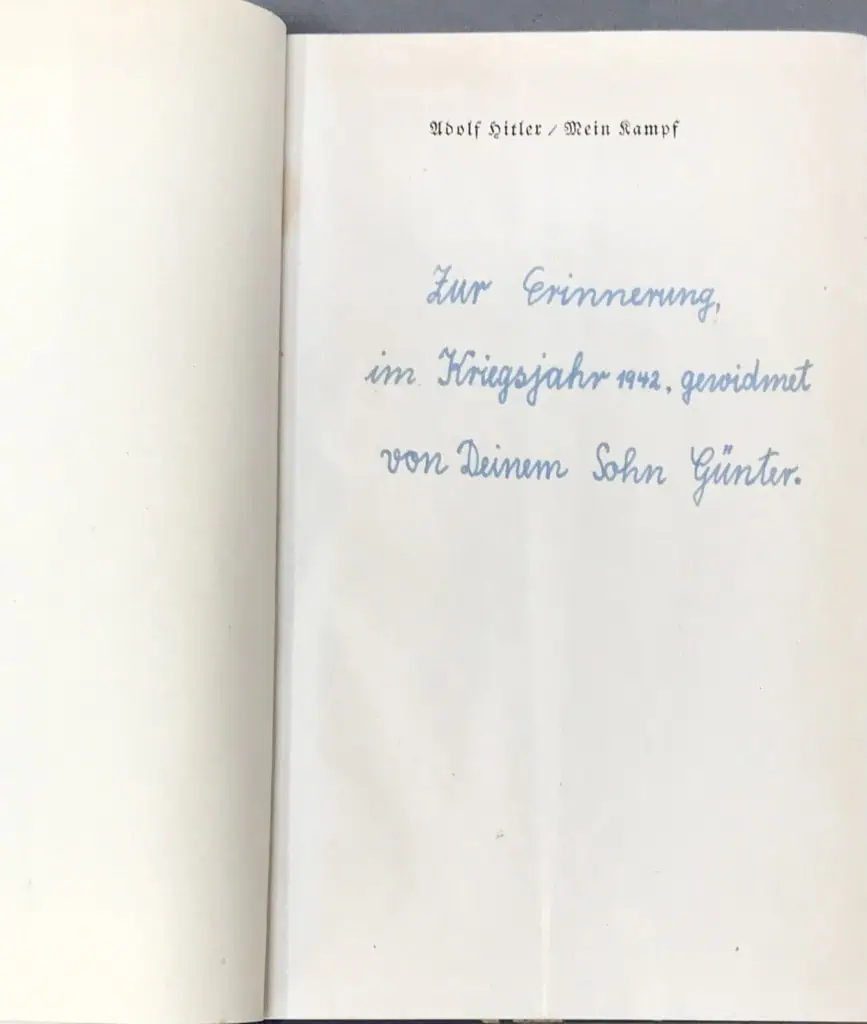 Adolf Hitler / Mein Kampf
Zur Erinnerung,
im Kriegsjahr 1942, gewidmet
von Deinem Sohn Günter.